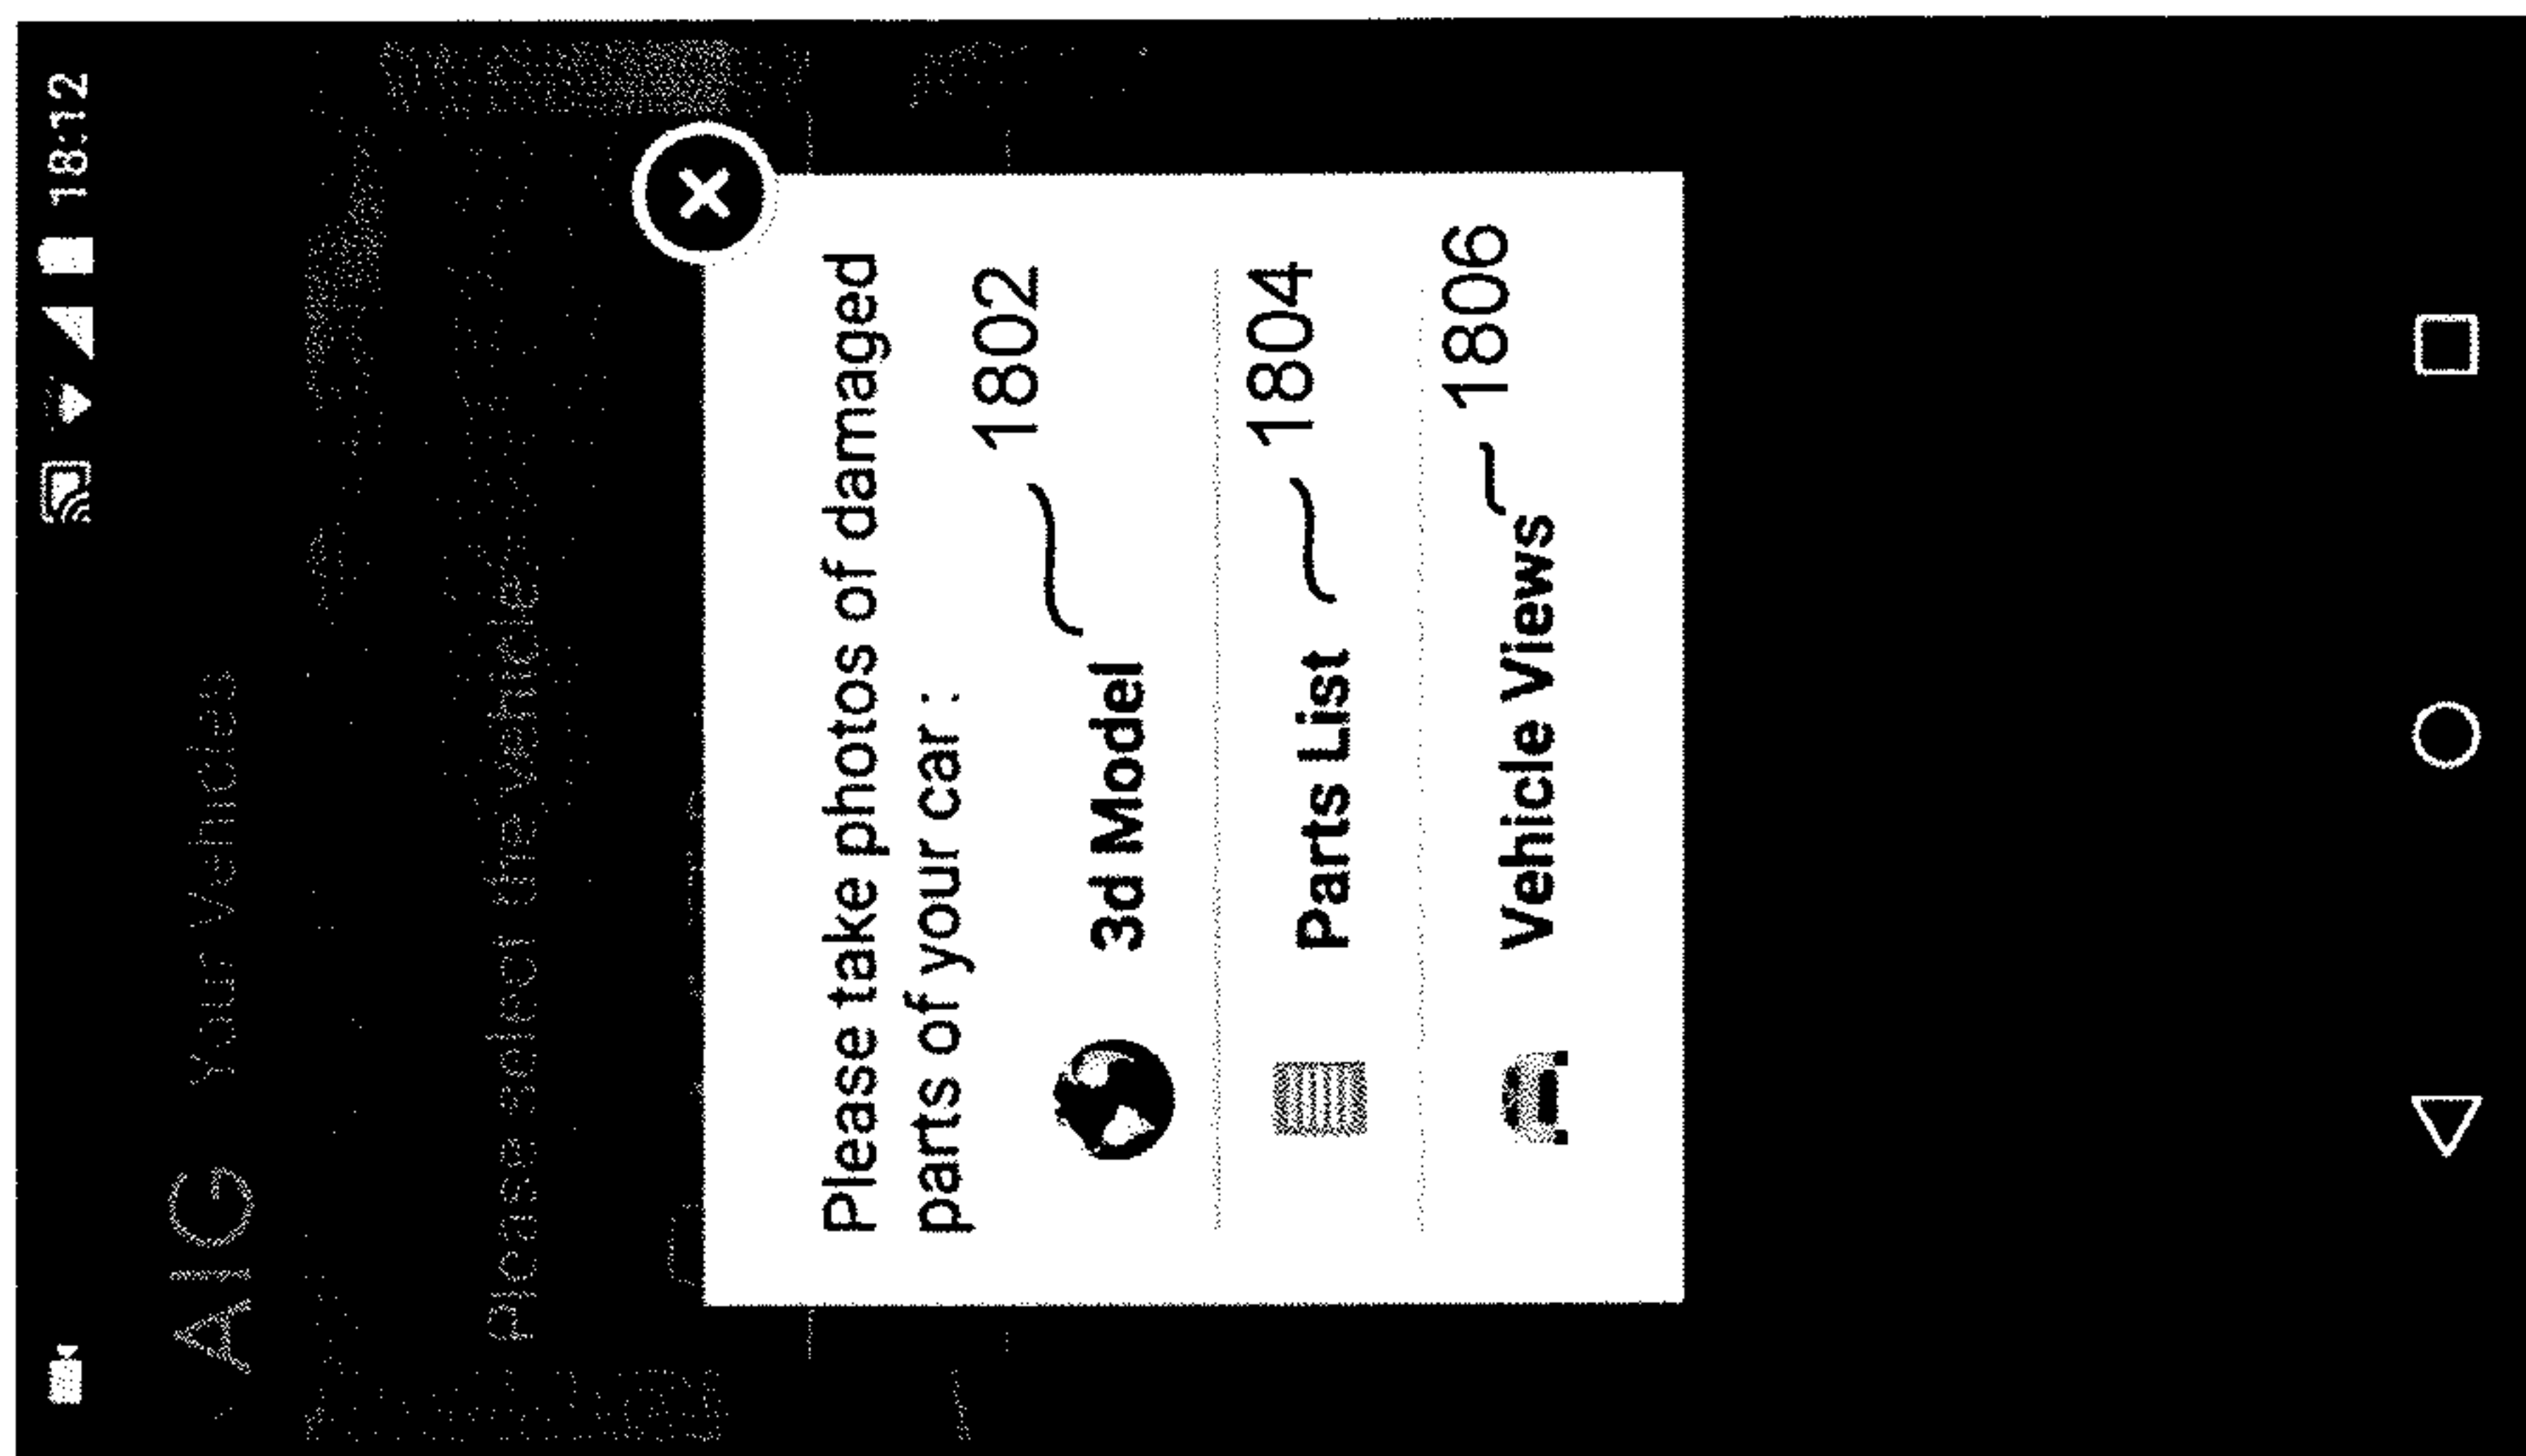 18:12
AIG Your Vehicles
Please select the vehicle
Please take photos of damaged
parts of your car :
1802
3d Model
1804
Parts List
1806
Vehicle Views